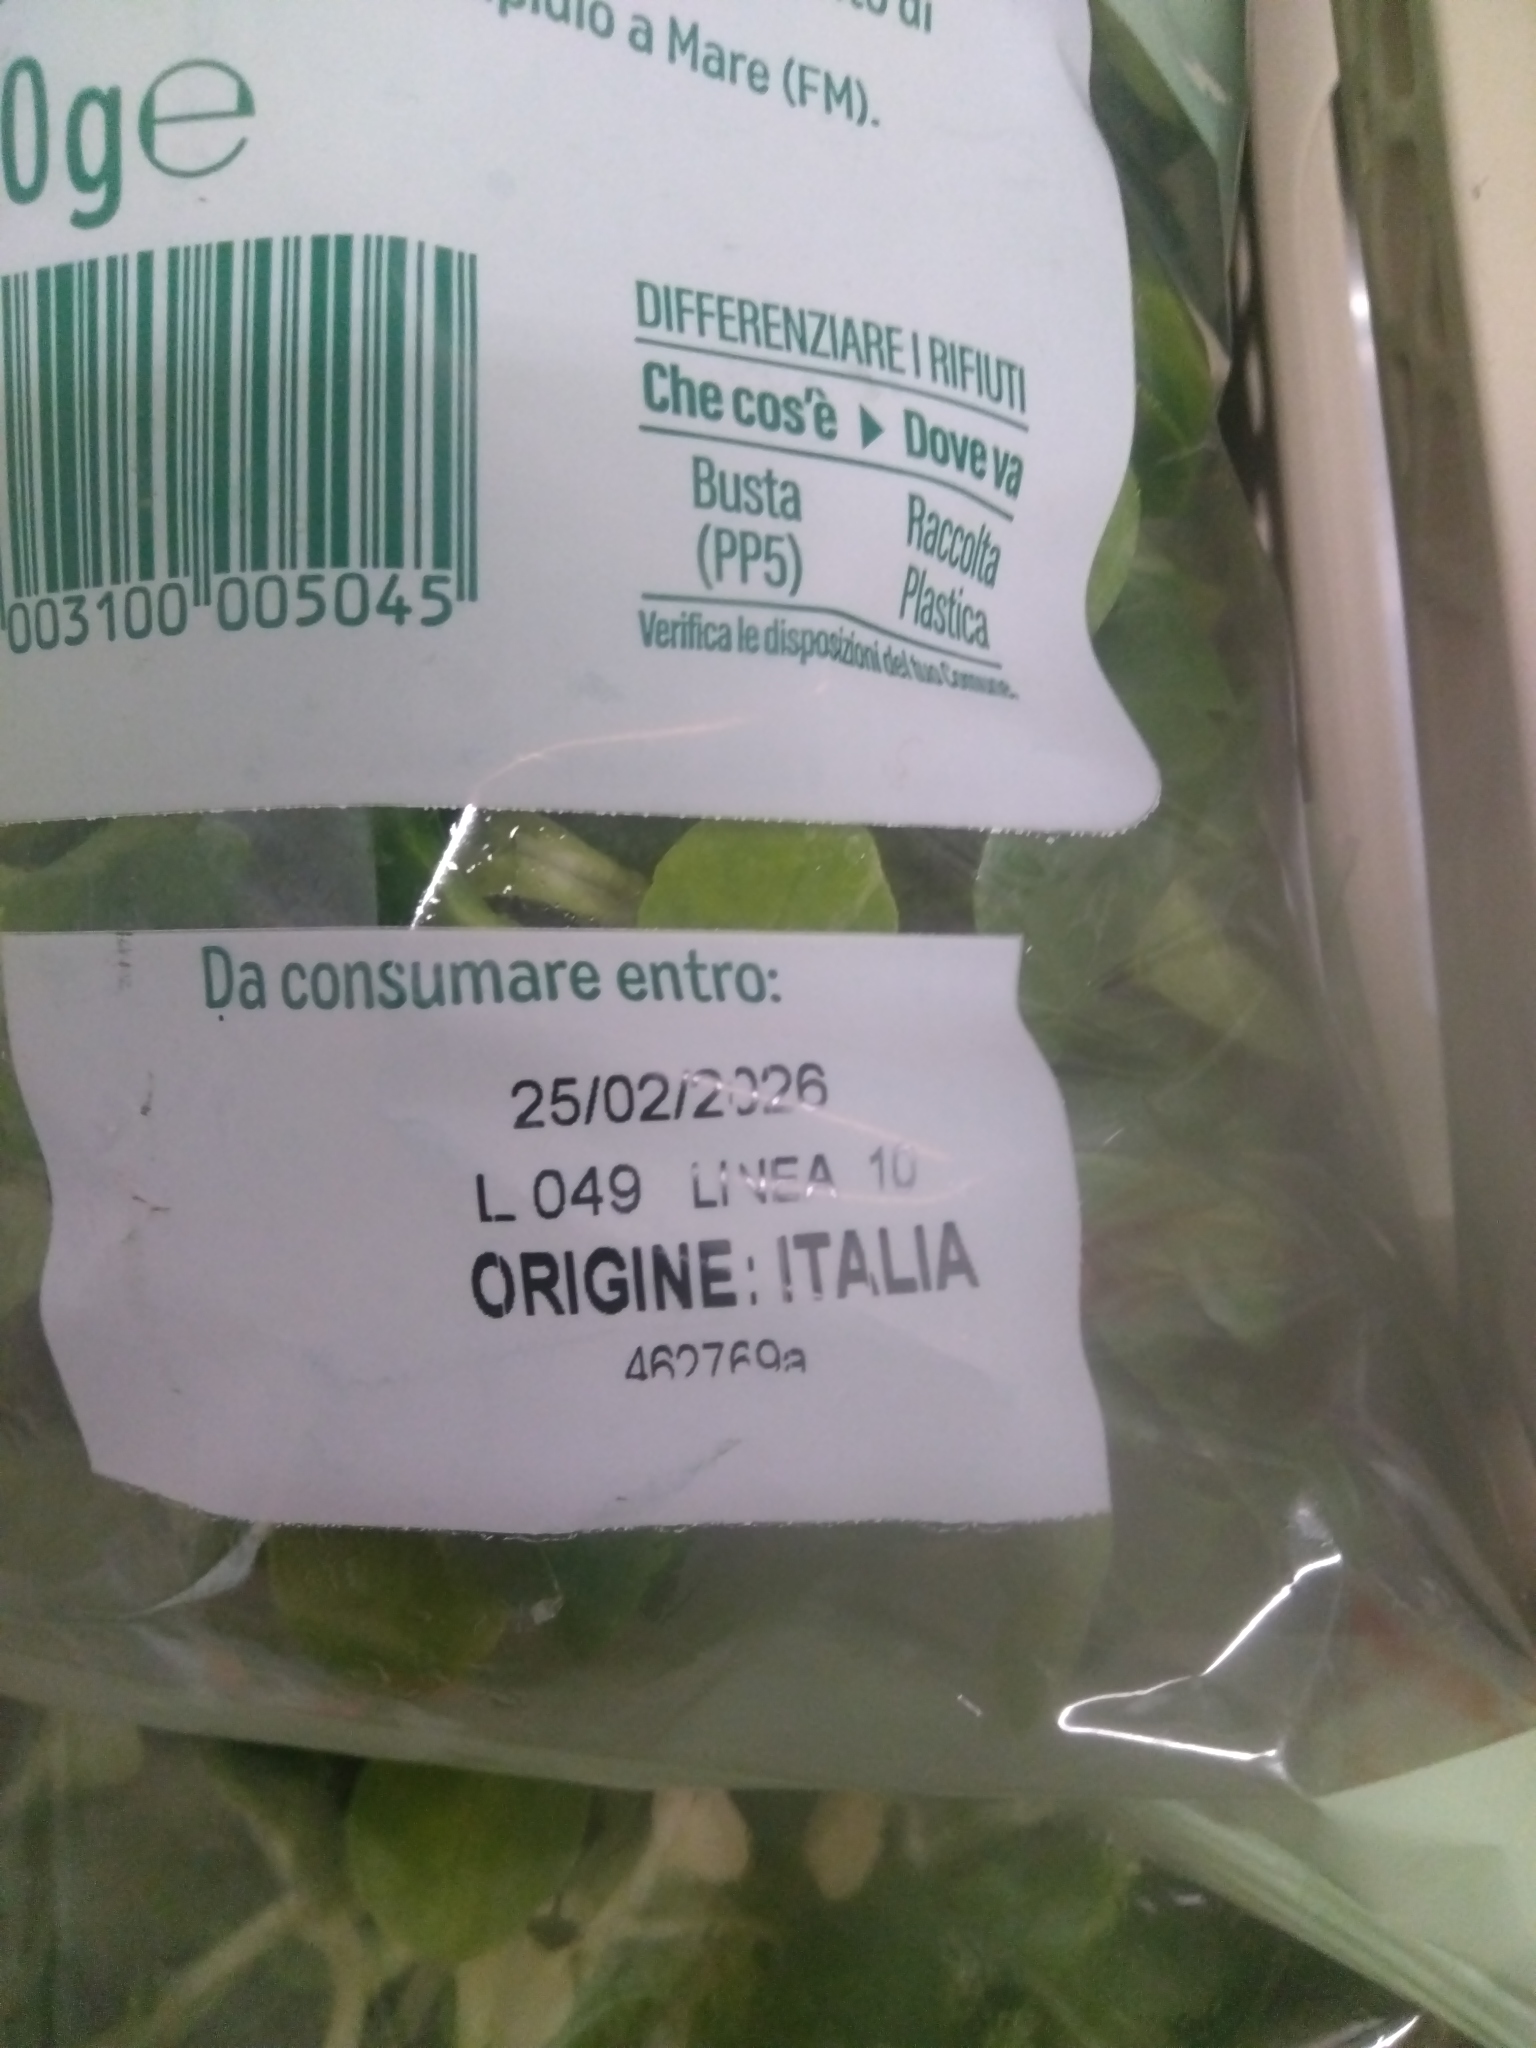 a Mare (FM).
0g e
DIFFERENZIARE I RIFIUTI
Che cos'è ▶ Dove va
Busta (PP5) Raccolta Plastica
Verifica le disposizioni del tuo Comune.
003100 005045
Da consumare entro:
25/02/2026
L 049 LINEA 10
ORIGINE: ITALIA